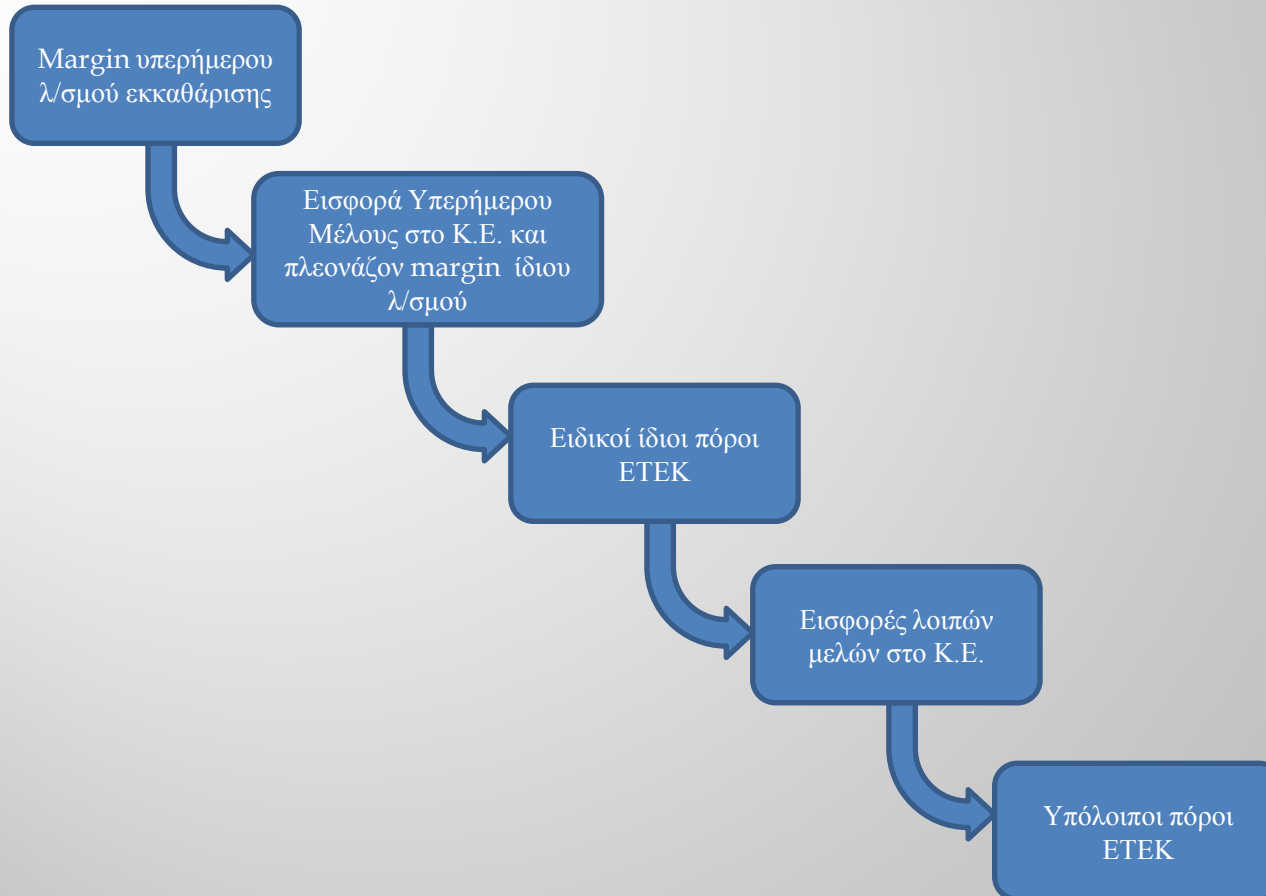 Margin υπερήμερου
λ/σμού εκκαθάρισης
Εισφορά Υπερήμερου
Μέλους στο Κ.Ε. και
πλεονάζον margin ίδιου
λ/σμού
Ειδικοί ίδιοι πόροι
ΕΤΕΚ
Εισφορές λοιπών
μελών στο Κ.Ε.
Υπόλοιποι πόροι
ΕΤΕΚ